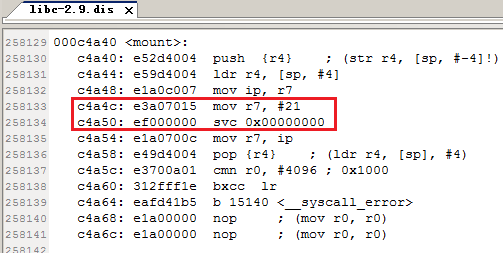 libc-2.9.dis x
258129 000c4a40 <mount>:
258130 c4a40: e52d4004 push {r4} ; (str r4, [sp, #-4]!)
258131 c4a44: e59d4004 ldr r4, [sp, #4]
258132 c4a48: e1a0c007 mov ip, r7
258133 c4a4c: e3a07015 mov r7, #21
258134 c4a50: ef000000 svc 0x00000000
258135 c4a54: e1a0700c mov r7, ip
258136 c4a58: e49d4004 pop {r4} ; (ldr r4, [sp], #4)
258137 c4a5c: e3700a01 cmn r0, #4096 ; 0x1000
258138 c4a60: 312fff1e bxcc lr
258139 c4a64: eafd41b5 b 15140 <__syscall_error>
258140 c4a68: e1a00000 nop ; (mov r0, r0)
258141 c4a6c: e1a00000 nop ; (mov r0, r0)
258142